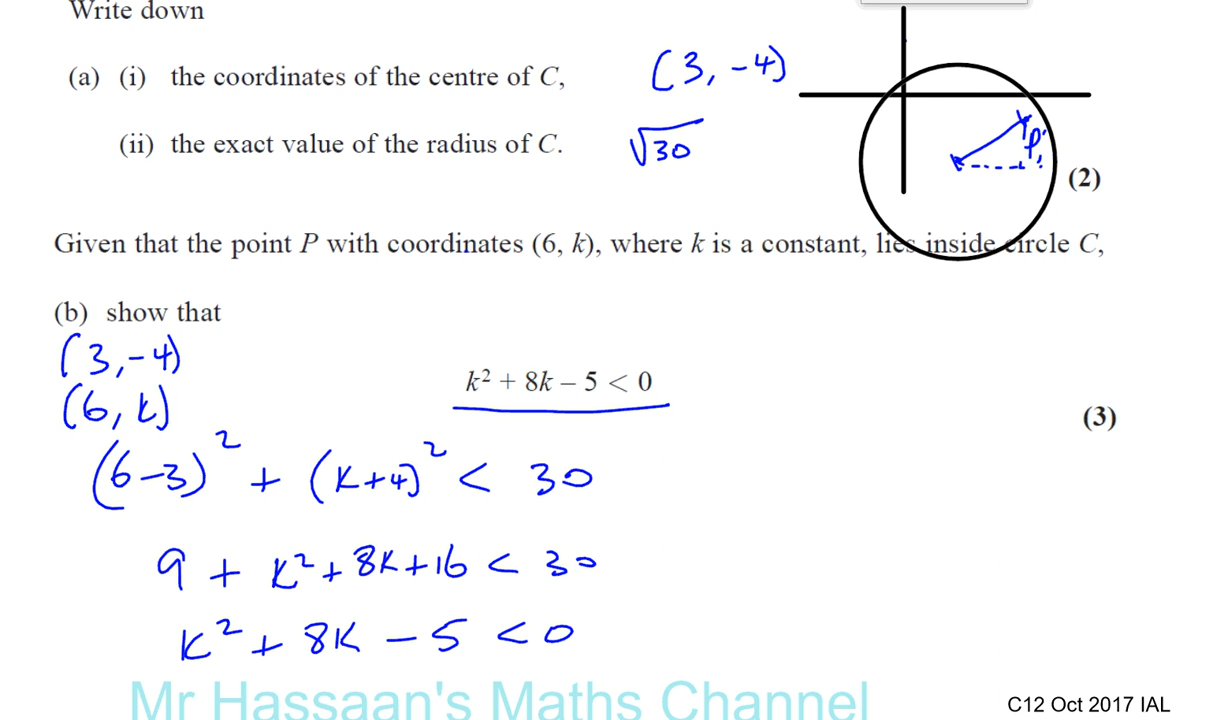 Write down
(a) (i) the coordinates of the centre of C, (3, -4)
(ii) the exact value of the radius of C. √30
P
(2)
Given that the point P with coordinates (6, k), where k is a constant, lies inside circle C,
(b) show that
(3, -4)
k² + 8k – 5 < 0
(6, k)
(3)
(6-3)² + (k+4)² < 30
9 + k² + 8k + 16 < 30
k² + 8k - 5 < 0
Mr Hassaan's Maths Channel
C12 Oct 2017 IAL